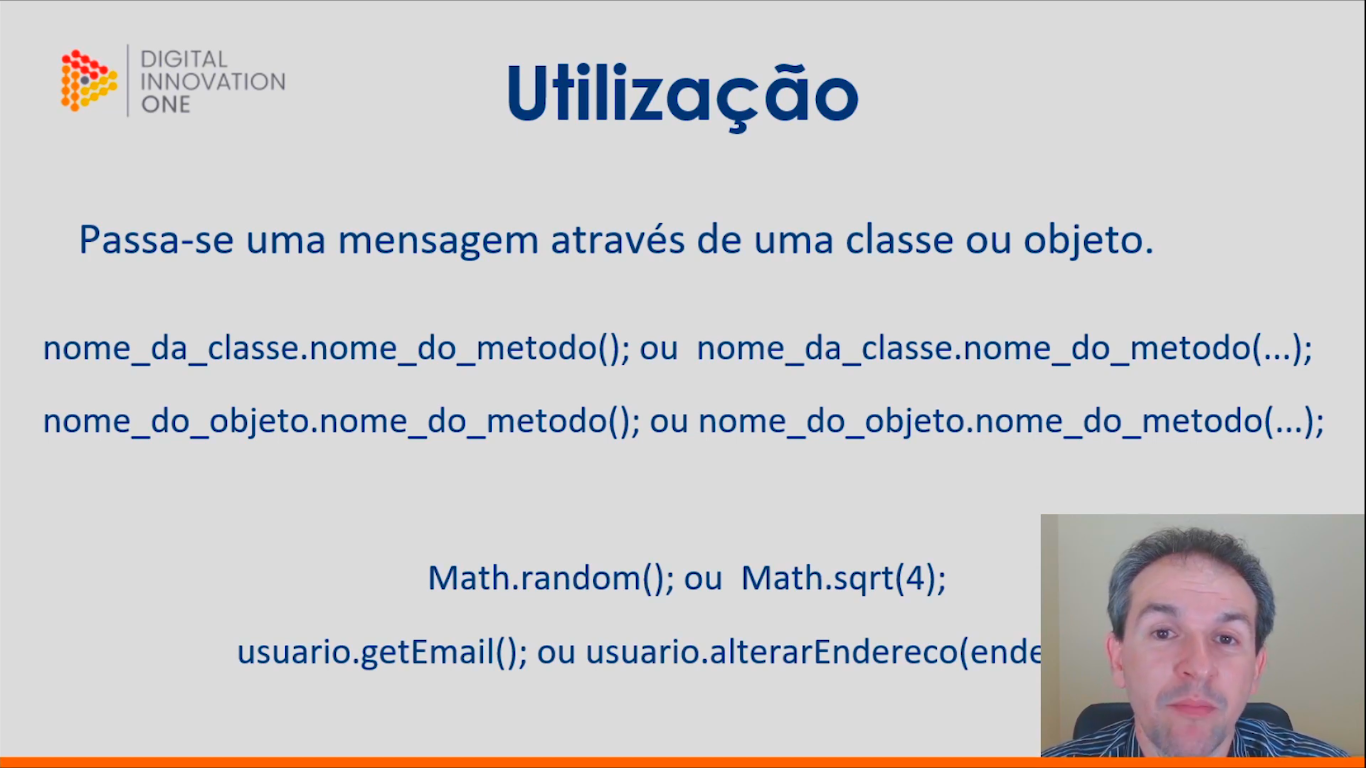 DIGITAL
INNOVATION
ONE
Utilização
Passa-se uma mensagem através de uma classe ou objeto.
nome_da_classe.nome_do_metodo(); ou nome_da_classe.nome_do_metodo(...);
nome_do_objeto.nome_do_metodo(); ou nome_do_objeto.nome_do_metodo(...);
Math.random(); ou Math.sqrt(4);
usuario.getEmail(); ou usuario.alterarEndereco(ende